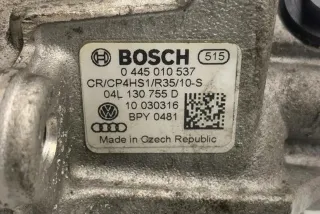 BOSCH 515
0 445 010 537
CR/CP4HS1/R35/10-S
04L 130 755 D
10 030316
BPY 0481
Made in Czech Republic